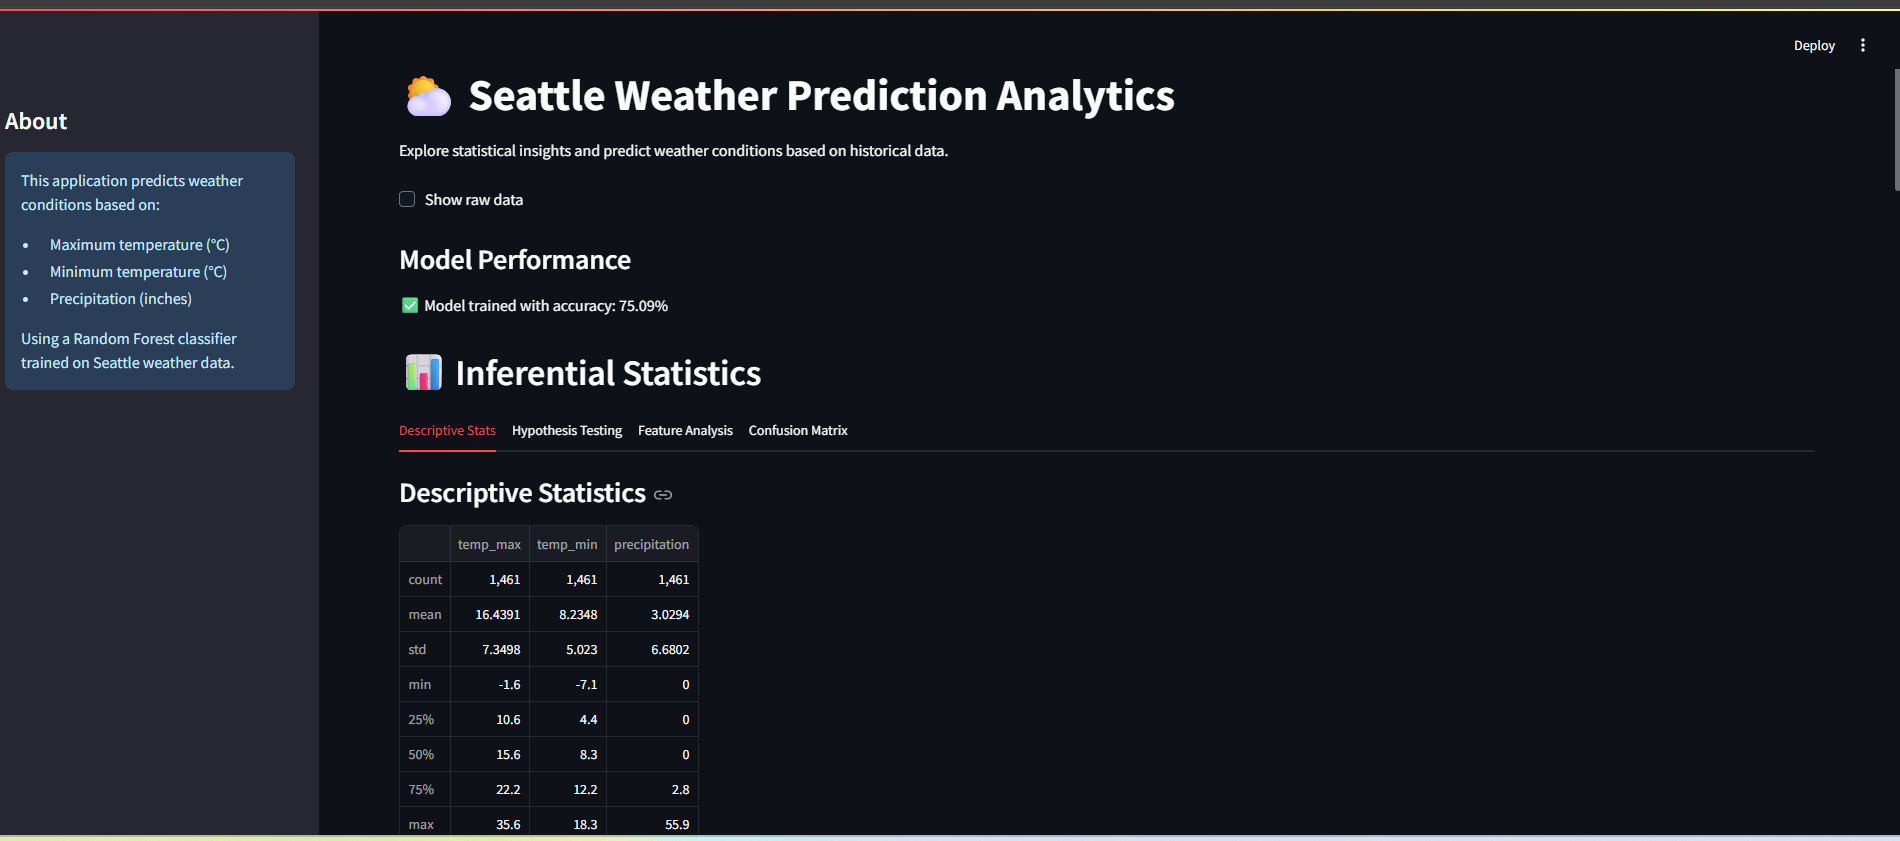 Deploy
About
This application predicts weather
conditions based on:
• Maximum temperature (°C)
• Minimum temperature (°C)
• Precipitation (inches)
Using a Random Forest classifier
trained on Seattle weather data.
Seattle Weather Prediction Analytics
Explore statistical insights and predict weather conditions based on historical data.
Show raw data
Model Performance
✅ Model trained with accuracy: 75.09%
Inferential Statistics
Descriptive Stats Hypothesis Testing Feature Analysis Confusion Matrix
Descriptive Statistics
temp_max temp_min precipitation
count 1,461 1,461 1,461
mean 16.4391 8.2348 3.0294
std 7.3498 5.023 6.6802
min -1.6 -7.1 0
25% 10.6 4.4 0
50% 15.6 8.3 0
75% 22.2 12.2 2.8
max 35.6 18.3 55.9